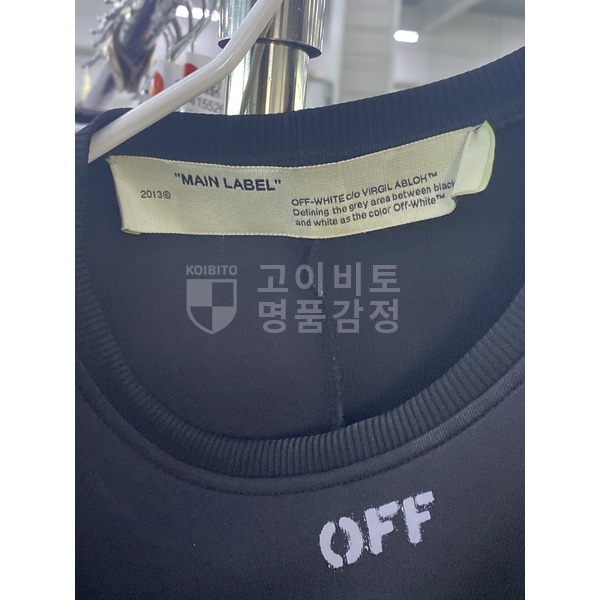 41552
"MAIN LABEL"
2013©
OFF-WHITE c/o VIRGIL ABLOH™
Defining the grey area between black
and white as the color Off-White™
KOIBITO
고이비토
명품감정
OFF